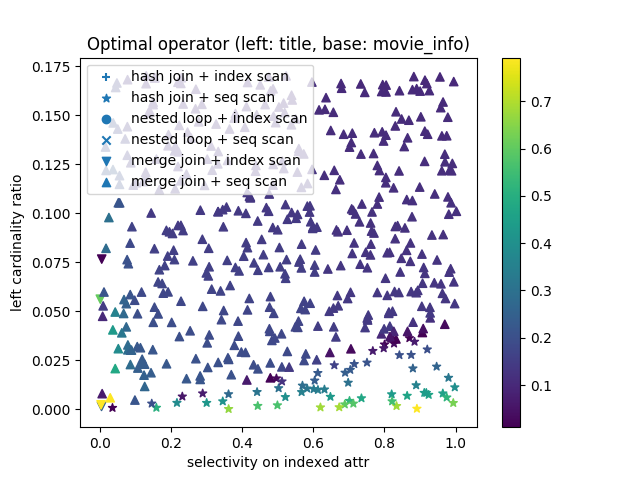 Optimal operator (left: title, base: movie_info)
hash join + index scan
hash join + seq scan
nested loop + index scan
nested loop + seq scan
merge join + index scan
merge join + seq scan
left cardinality ratio
0.175
0.150
0.125
0.100
0.075
0.050
0.025
0.000
0.0 0.2 0.4 0.6 0.8 1.0
selectivity on indexed attr
0.7
0.6
0.5
0.4
0.3
0.2
0.1